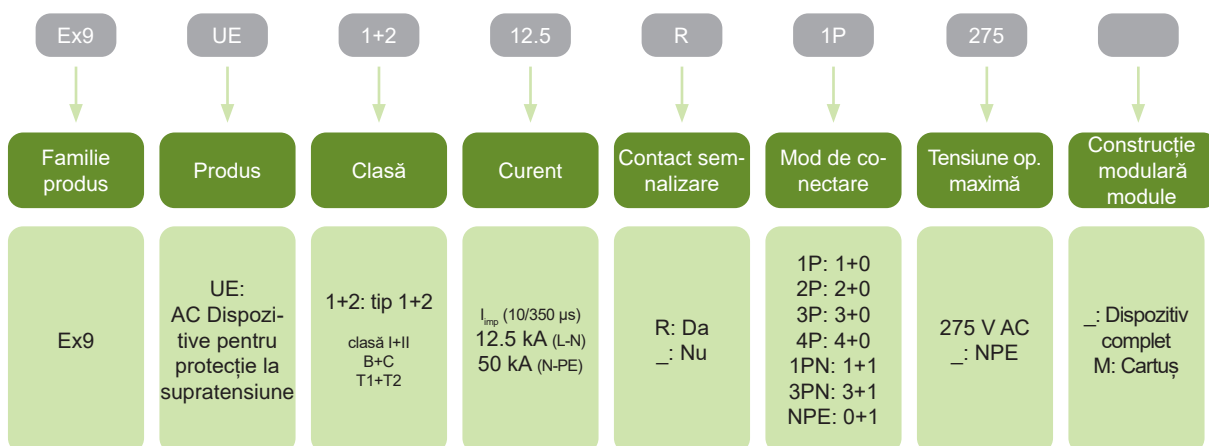 Ex9
UE
1+2
12.5
R
1P
275
Familie
produs
Produs
Clasă
Curent
Contact sem-
nalizare
Mod de co-
nectare
Tensiune op.
maximă
Construcție
modulară
module
Ex9
UE:
AC Dispozi-
tive pentru
protecție la
supratensiune
1+2: tip 1+2
clasă I+II
B+C
T1+T2
Iimp (10/350 µs)
12.5 kA (L-N)
50 kA (N-PE)
R: Da
_: Nu
1P: 1+0
2P: 2+0
3P: 3+0
4P: 4+0
1PN: 1+1
3PN: 3+1
NPE: 0+1
275 V AC
_: NPE
_: Dispozitiv
complet
M: Cartuș